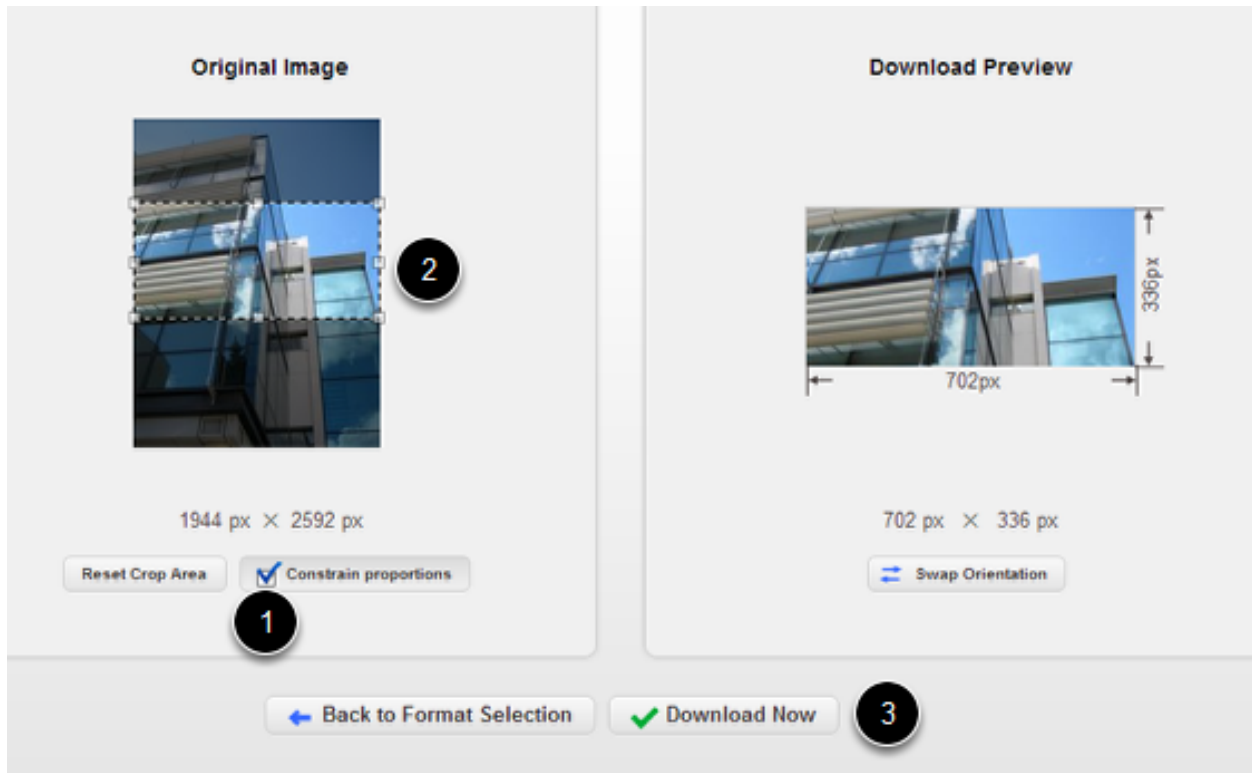 Original Image
2
1944 px × 2592 px
Reset Crop Area
Constrain proportions
1
Download Preview
336px
702px
702 px × 336 px
Swap Orientation
Back to Format Selection
Download Now
3